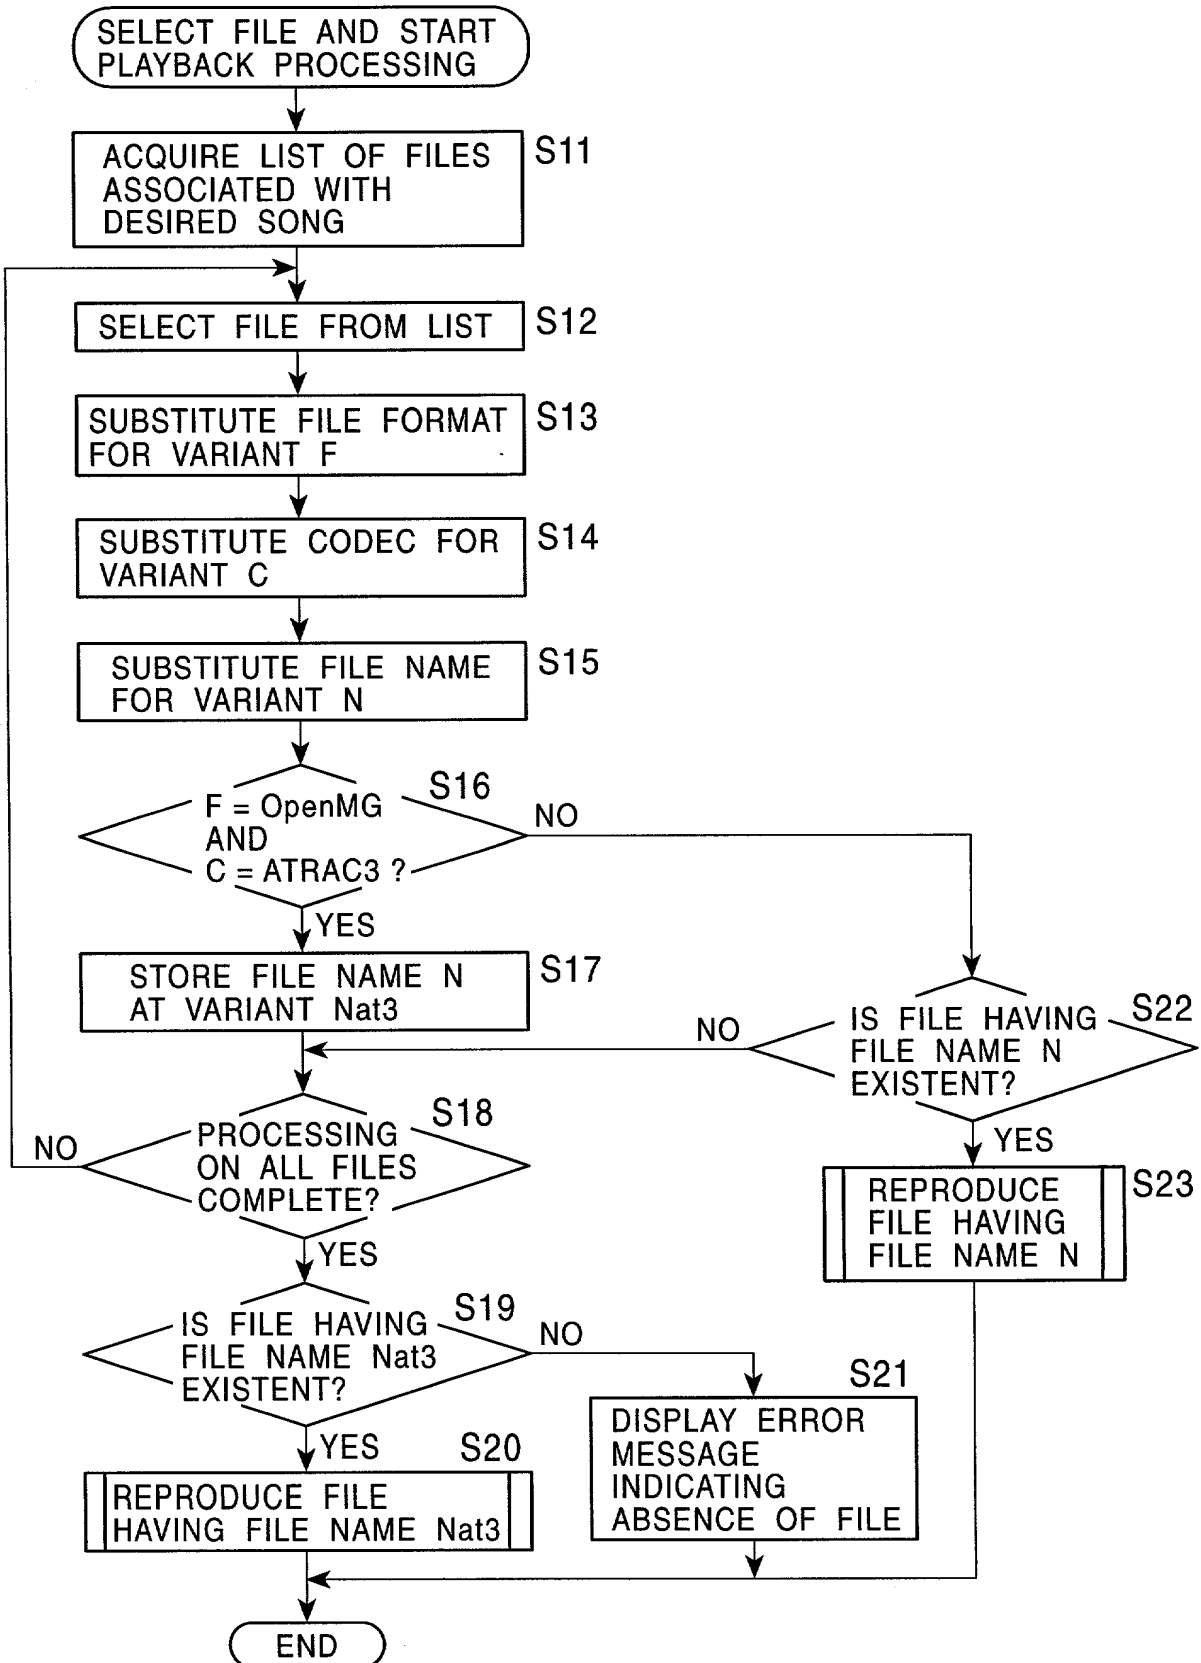 SELECT FILE AND START
PLAYBACK PROCESSING
ACQUIRE LIST OF FILES
ASSOCIATED WITH
DESIRED SONG
S11
SELECT FILE FROM LIST
S12
SUBSTITUTE FILE FORMAT
FOR VARIANT F
S13
SUBSTITUTE CODEC FOR
VARIANT C
S14
SUBSTITUTE FILE NAME
FOR VARIANT N
S15
S16
F = OpenMG
AND
C = ATRAC3 ?
NO
YES
STORE FILE NAME N
AT VARIANT Nat3
S17
S22
IS FILE HAVING
FILE NAME N
EXISTENT?
NO
YES
S23
REPRODUCE
FILE HAVING
FILE NAME N
S18
PROCESSING
ON ALL FILES
COMPLETE?
NO
YES
S19
IS FILE HAVING
FILE NAME Nat3
EXISTENT?
NO
YES
S20
REPRODUCE FILE
HAVING FILE NAME Nat3
S21
DISPLAY ERROR
MESSAGE
INDICATING
ABSENCE OF FILE
END